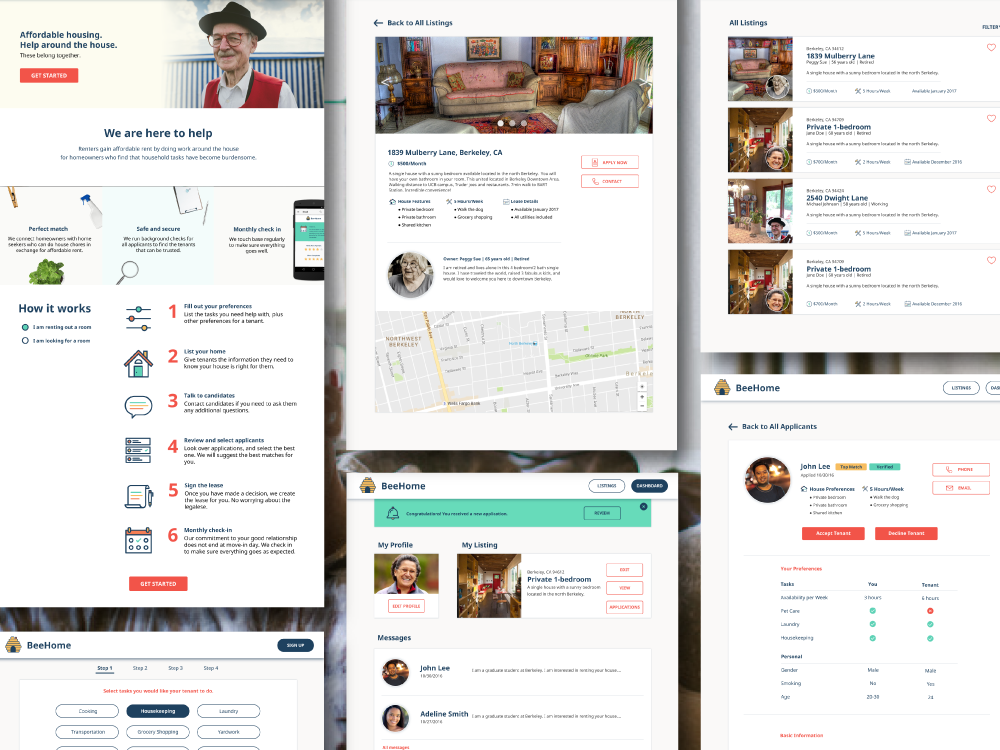 Affordable housing.
Help around the house.
These belong together.
GET STARTED
We are here to help
Renters gain affordable rent by doing work around the house
for homeowners who find that household tasks have become burdensome.
Perfect match
We connect homeowners with home
seekers who can do house chores in
exchange for affordable rent.
Safe and secure
We run background checks for
all applicants to find the tenants
that can be trusted.
Monthly check in
We touch base regularly
to make sure everything
goes well.
How it works
I am renting out a room
I am looking for a room
1
Fill out your preferences
List the tasks you need help with, plus
other preferences for a tenant.
2
List your home
Give tenants the information they need to
know your house is right for them.
3
Talk to candidates
Contact candidates if you need to ask them
any additional questions.
4
Review and select applicants
Look over applications, and select the best
one. We will suggest the best matches for
you.
5
Sign the lease
Once you have made a decision, we create
the lease for you. No worrying about the
legalese.
6
Monthly check-in
Our commitment to your good relationship
does not end at move-in day. We check in
to make sure everything goes as expected.
GET STARTED
BeeHome
SIGN UP
Step 1 Step 2 Step 3 Step 4
Select tasks you would like your tenant to do.
Cooking Housekeeping Laundry
Transportation Grocery Shopping Yardwork
Back to All Listings
1839 Mulberry Lane, Berkeley, CA
$500/Month
APPLY NOW
CONTACT
A single house with a sunny bedroom available located in the north Berkeley. You will
have your own bathroom in your room. This unit is located in Berkeley Downtown Area.
Walking distance to UCB campus, Trader Joes and restaurants. 7 min walk to BART
Station. Incredible convenience!
House Features 5 Hours/Week Lease Details
Private bedroom Walk the dog Available January 2017
Private bathroom Grocery shopping All utilities included
Shared kitchen
Owner: Peggy Sue | 65 years old | Retired
I am retired and lives alone in this 4 bedroom/2 bath single
NORTHWEST
BERKELEY
NORTH
BERKELEY
North Berkeley
University Ave
Wells Fargo Bank
BeeHome
LISTINGS DASHBOARD
Congratulations! You received a new application.
REVIEW
My Profile My Listing
EDIT PROFILE
Berkeley, CA 94612
Private 1-bedroom
A single house with a sunny bedroom
located in the north Berkeley.
EDIT
VIEW
APPLICATIONS
Messages
John Lee
10/30/2016
I am a graduate student at Berkeley. I am interested in renting your house...
Adeline Smith
10/27/2016
I am a graduate student at Berkeley. I am interested in renting your house...
All messages
All Listings
FILTER
Berkeley, CA 94612
1839 Mulberry Lane
Peggy Sue | 50 years old | Retired
A single house with a sunny bedroom located in the north Berkeley.
$500/Month 5 Hours/Week Available January 2017
Berkeley, CA 94709
Private 1-bedroom
Jane Doe | 60 years old | Retired
A single house with a sunny bedroom located in the north Berkeley.
$700/Month 2 Hours/Week Available December 2016
Berkeley, CA 94424
2540 Dwight Lane
Michael Johnson | 50 years old | Working
A single house with a sunny bedroom located in the north Berkeley.
$500/Month 5 Hours/Week Available January 2017
Berkeley, CA 94709
Private 1-bedroom
Jane Doe | 60 years old | Retired
A single house with a sunny bedroom located in the north Berkeley.
$700/Month 2 Hours/Week Available December 2016
BeeHome
LISTINGS
Back to All Applicants
John Lee Top Match Verified
Applied 10/30/16
PHONE
EMAIL
House Preferences 5 Hours/Week
Private bedroom Walk the dog
Private bathroom Grocery shopping
Shared kitchen
Accept Tenant Decline Tenant
Your Preferences
Tasks You Tenant
Availability per Week 3 hours 6 hours
Pet Care
Laundry
Housekeeping
Personal
Gender Male Male
Smoking No Yes
Age 20-30 24
Basic Information